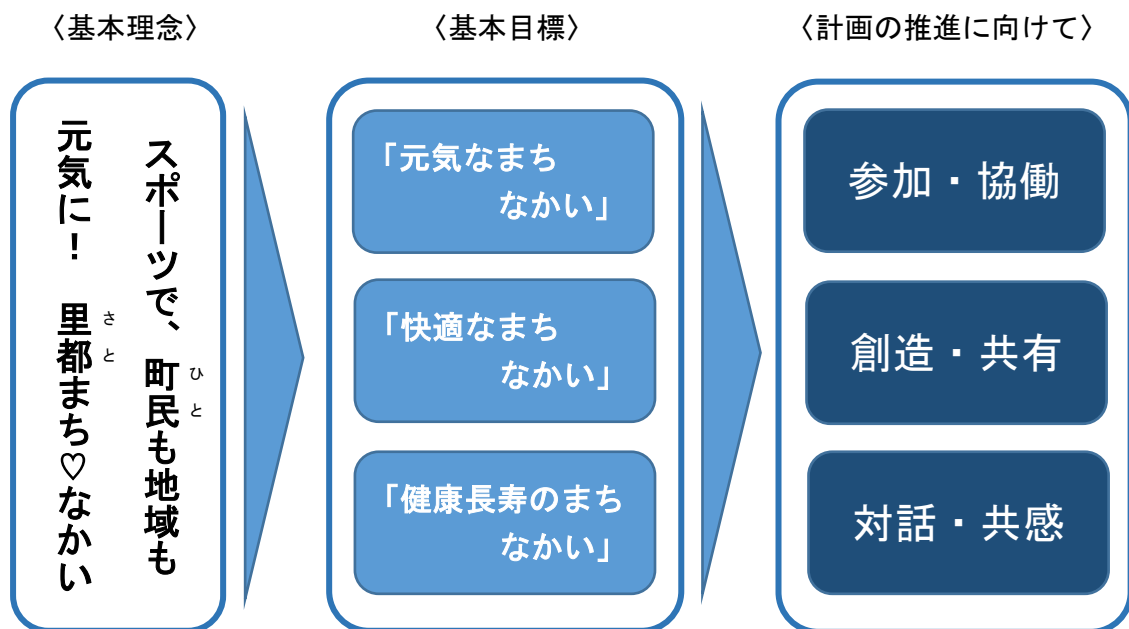 〈基本理念〉
スポーツで、町民も地域も
ひと
元気に！　里都まち♡なかい
さと
〈基本目標〉
「元気なまち
なかい」
「快適なまち
なかい」
「健康長寿のまち
なかい」
〈計画の推進に向けて〉
参加・協働
創造・共有
対話・共感